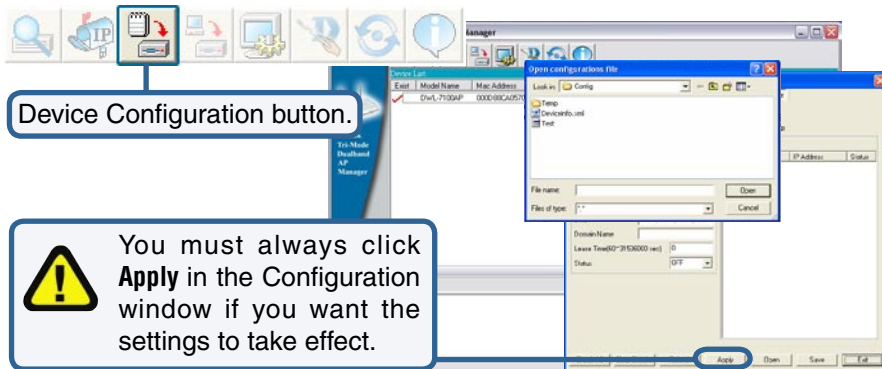 IP
Manager
Device Configuration button.
Device List
Exist Model Name Mac Address
DWL-7100AP 000D88CA0570
Tri-Mode
Dualband
AP
Manager
Open configurations file
Look in: Config
Temp
Deviceinfo.xml
Test
File name:
Open
Files of type: *.*
Cancel
IP Address Status
Domain Name
Lease Time(60~31536000 sec) 0
Status OFF
You must always click
Apply in the Configuration
window if you want the
settings to take effect.
Apply Open Save Exit